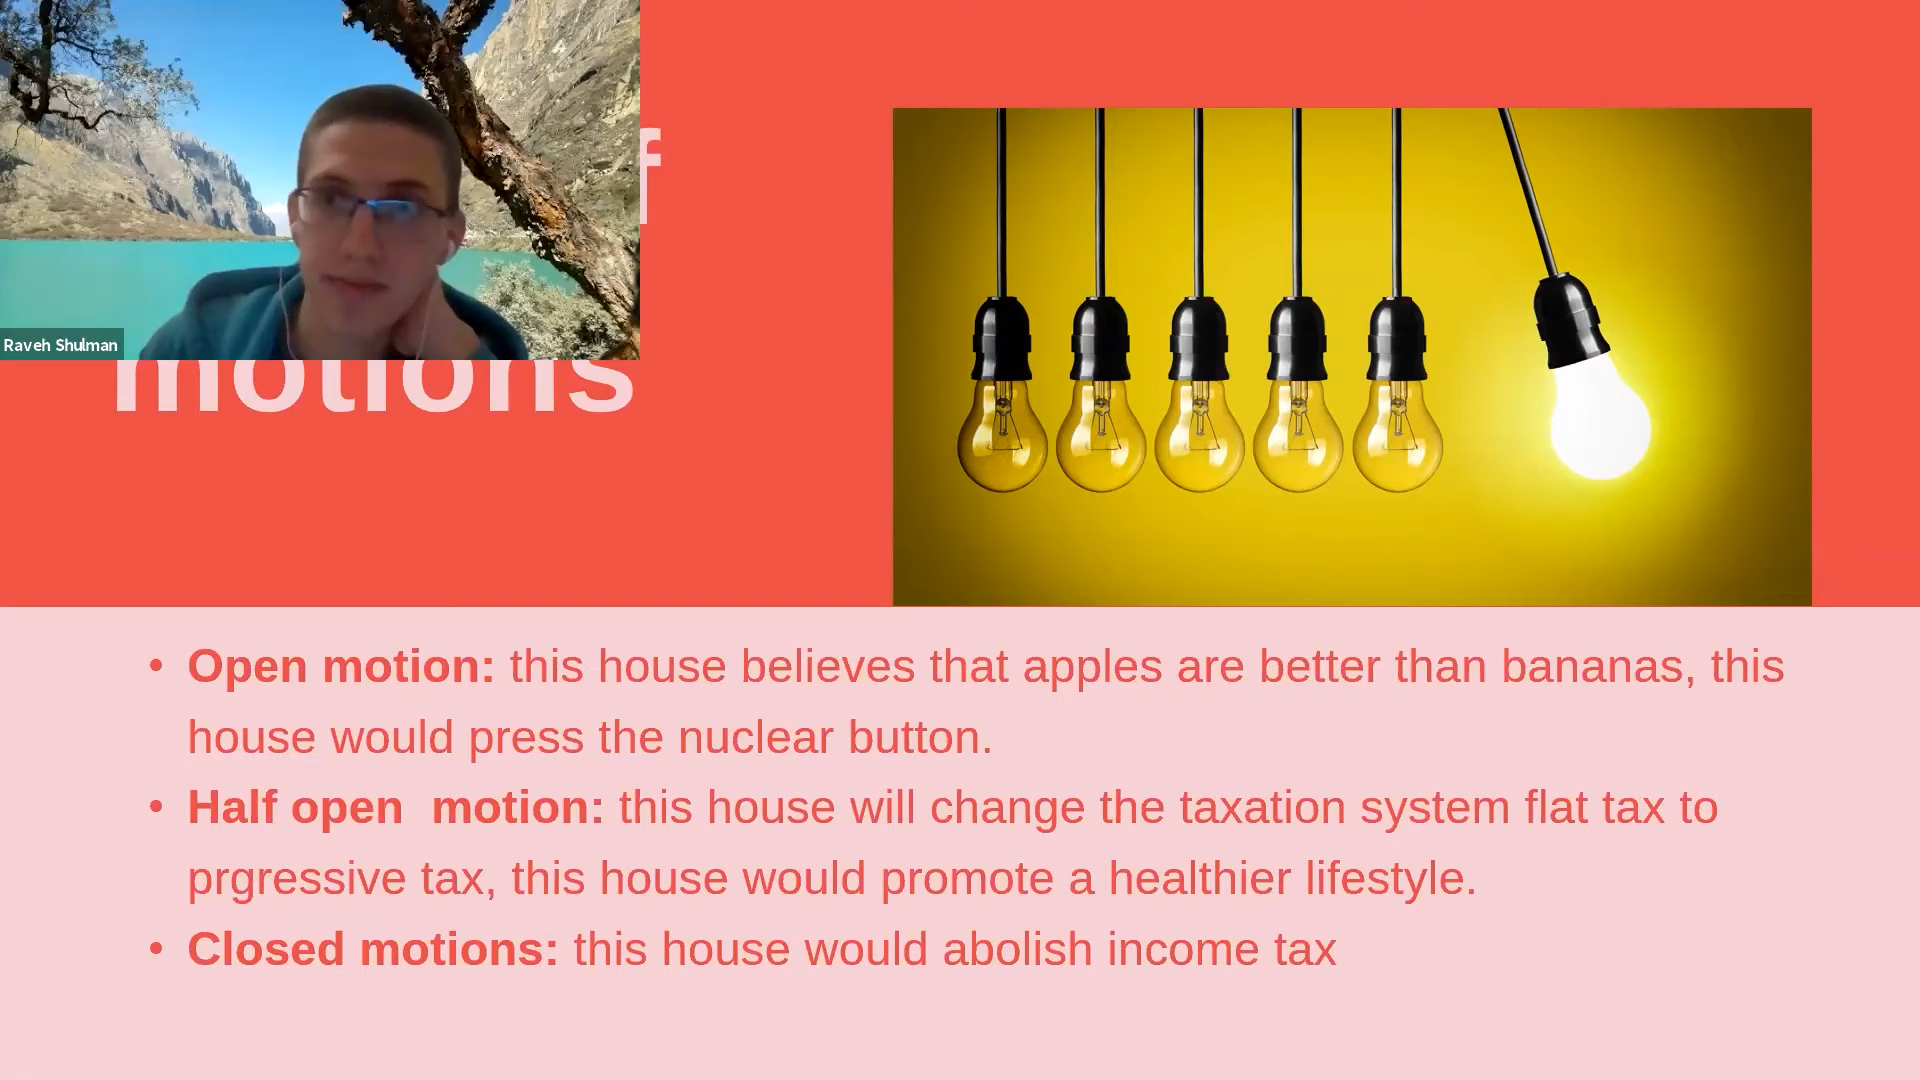 f
Raveh Shulman
motions
• Open motion: this house believes that apples are better than bananas, this
house would press the nuclear button.
• Half open  motion: this house will change the taxation system flat tax to
prgressive tax, this house would promote a healthier lifestyle.
• Closed motions: this house would abolish income tax